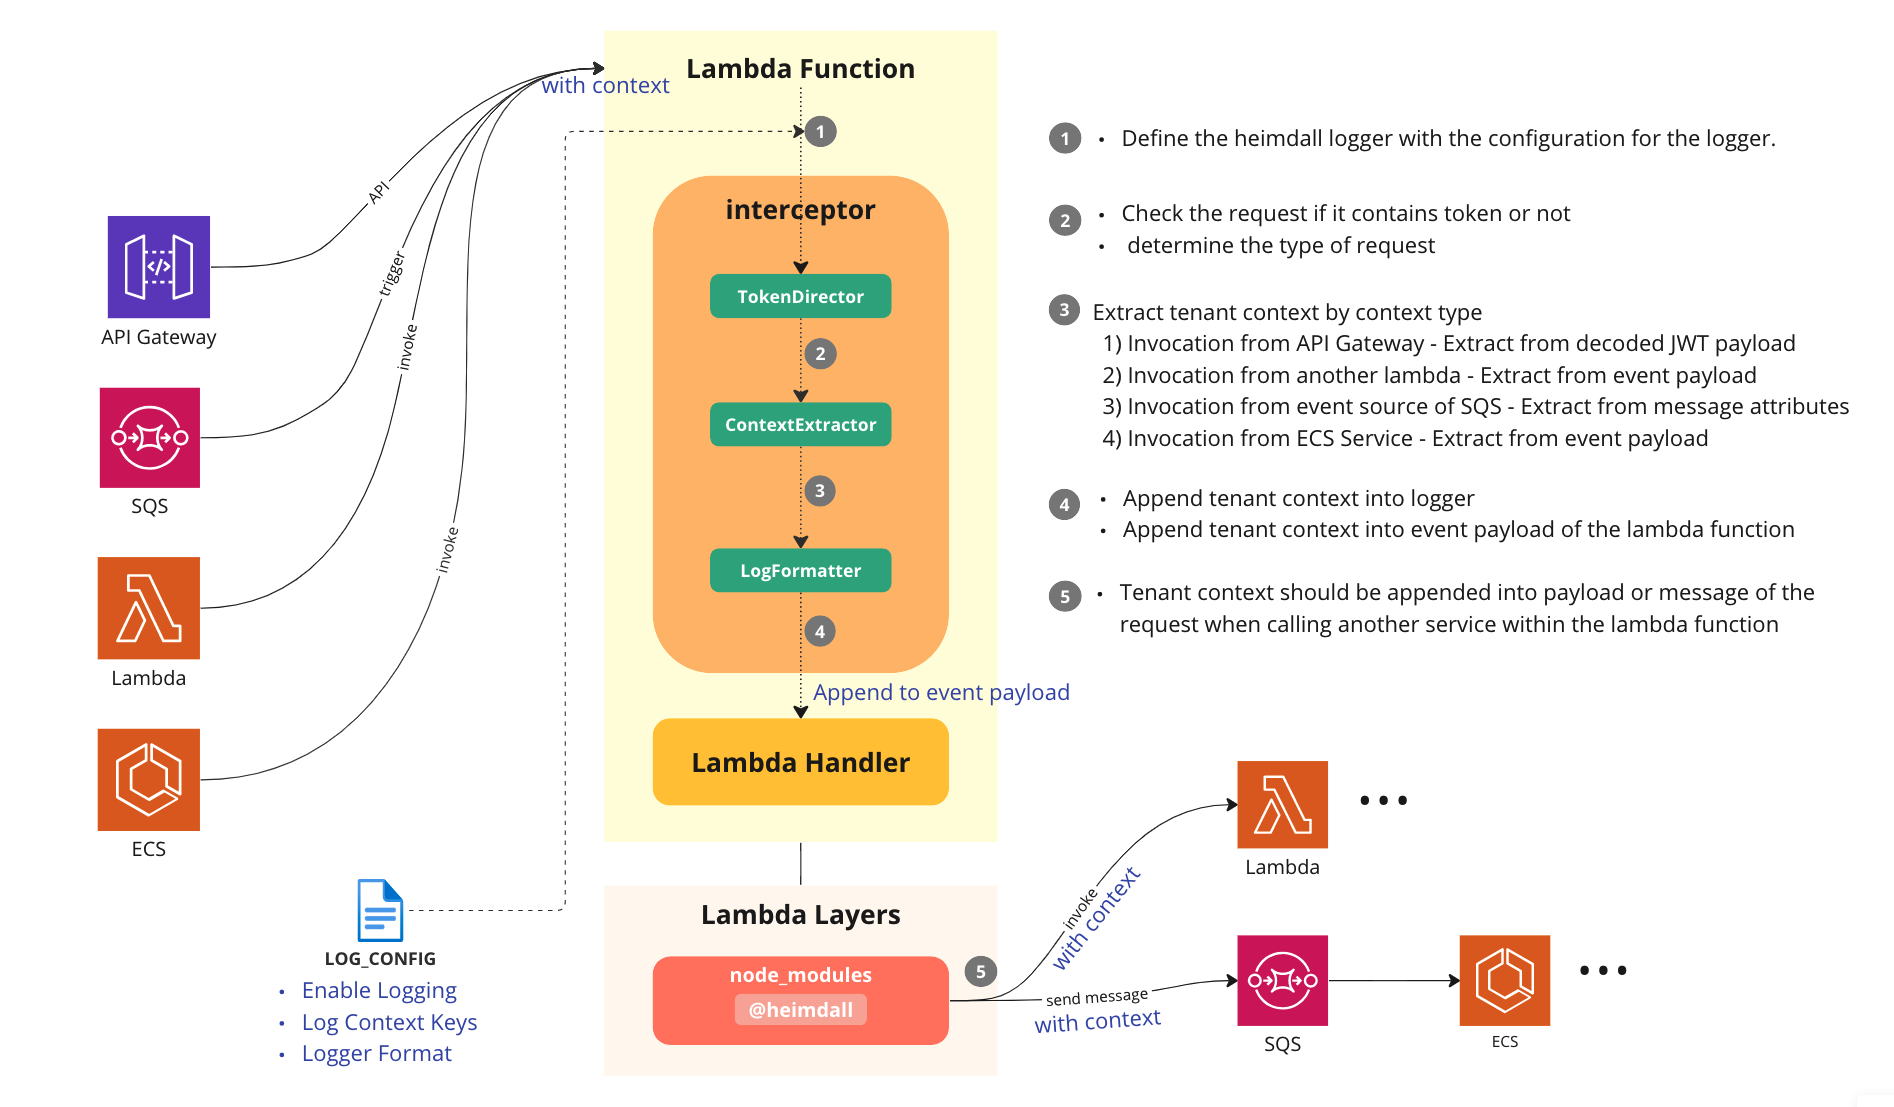 Lambda Function
with context
1
API
interceptor
trigger
API Gateway
TokenDirector
invoke
2
ContextExtractor
SQS
3
invoke
LogFormatter
4
Lambda
Append to event payload
Lambda Handler
ECS
LOG_CONFIG
• Enable Logging
• Log Context Keys
• Logger Format
Lambda Layers
node_modules
@heimdall
5
1 • Define the heimdall logger with the configuration for the logger.
2 • Check the request if it contains token or not
• determine the type of request
3 Extract tenant context by context type
1) Invocation from API Gateway - Extract from decoded JWT payload
2) Invocation from another lambda - Extract from event payload
3) Invocation from event source of SQS - Extract from message attributes
4) Invocation from ECS Service - Extract from event payload
4 • Append tenant context into logger
• Append tenant context into event payload of the lambda function
5 • Tenant context should be appended into payload or message of the
request when calling another service within the lambda function
invoke
with context
Lambda
...
send message
with context
SQS
ECS
...